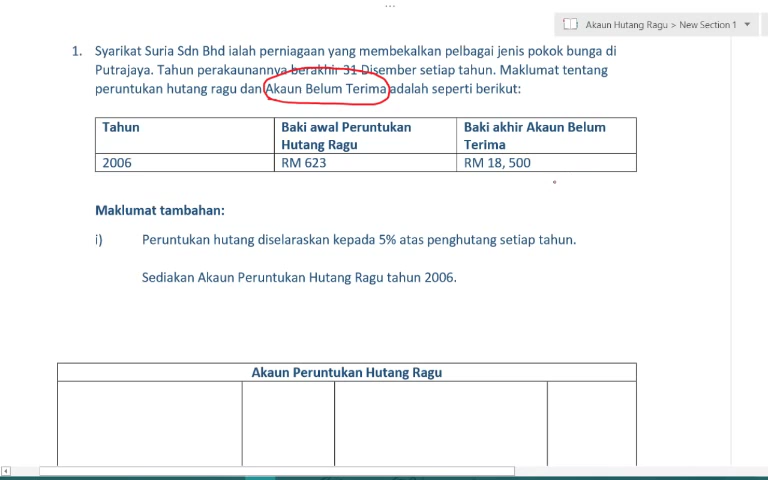 ...
Akaun Hutang Ragu > New Section 1
1. Syarikat Suria Sdn Bhd ialah perniagaan yang membekalkan pelbagai jenis pokok bunga di
Putrajaya. Tahun perakaunannya berakhir 31 Disember setiap tahun. Maklumat tentang
peruntukan hutang ragu dan Akaun Belum Terima adalah seperti berikut:
Tahun
Baki awal Peruntukan
Hutang Ragu
Baki akhir Akaun Belum
Terima
2006
RM 623
RM 18, 500
Maklumat tambahan:
i) Peruntukan hutang diselaraskan kepada 5% atas penghutang setiap tahun.
Sediakan Akaun Peruntukan Hutang Ragu tahun 2006.
Akaun Peruntukan Hutang Ragu